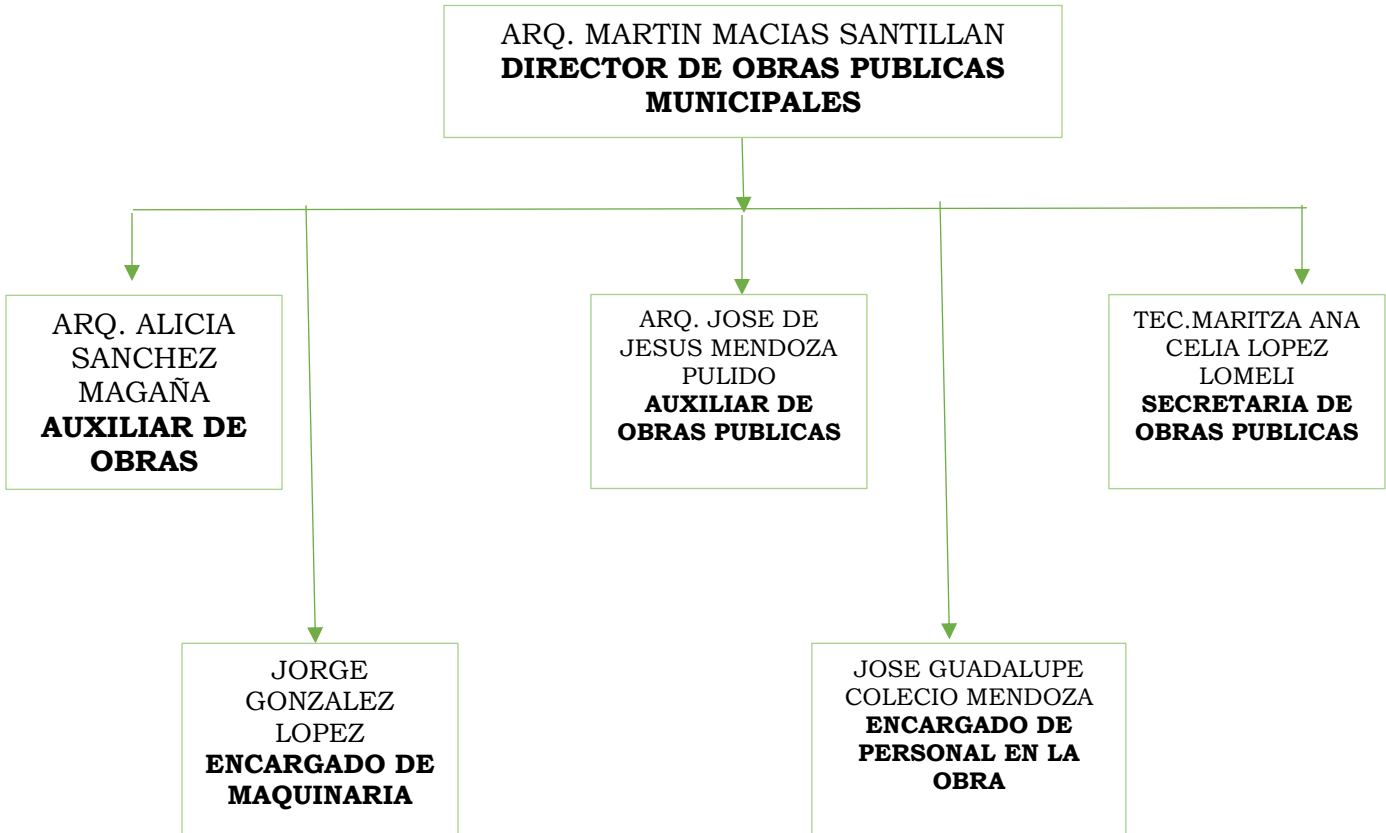 ARQ. MARTIN MACIAS SANTILLAN
DIRECTOR DE OBRAS PUBLICAS
MUNICIPALES
ARQ. ALICIA
SANCHEZ
MAGAÑA
AUXILIAR DE
OBRAS
ARQ. JOSE DE
JESUS MENDOZA
PULIDO
AUXILIAR DE
OBRAS PUBLICAS
TEC.MARITZA ANA
CELIA LOPEZ
LOMELI
SECRETARIA DE
OBRAS PUBLICAS
JORGE
GONZALEZ
LOPEZ
ENCARGADO DE
MAQUINARIA
JOSE GUADALUPE
COLECIO MENDOZA
ENCARGADO DE
PERSONAL EN LA
OBRA